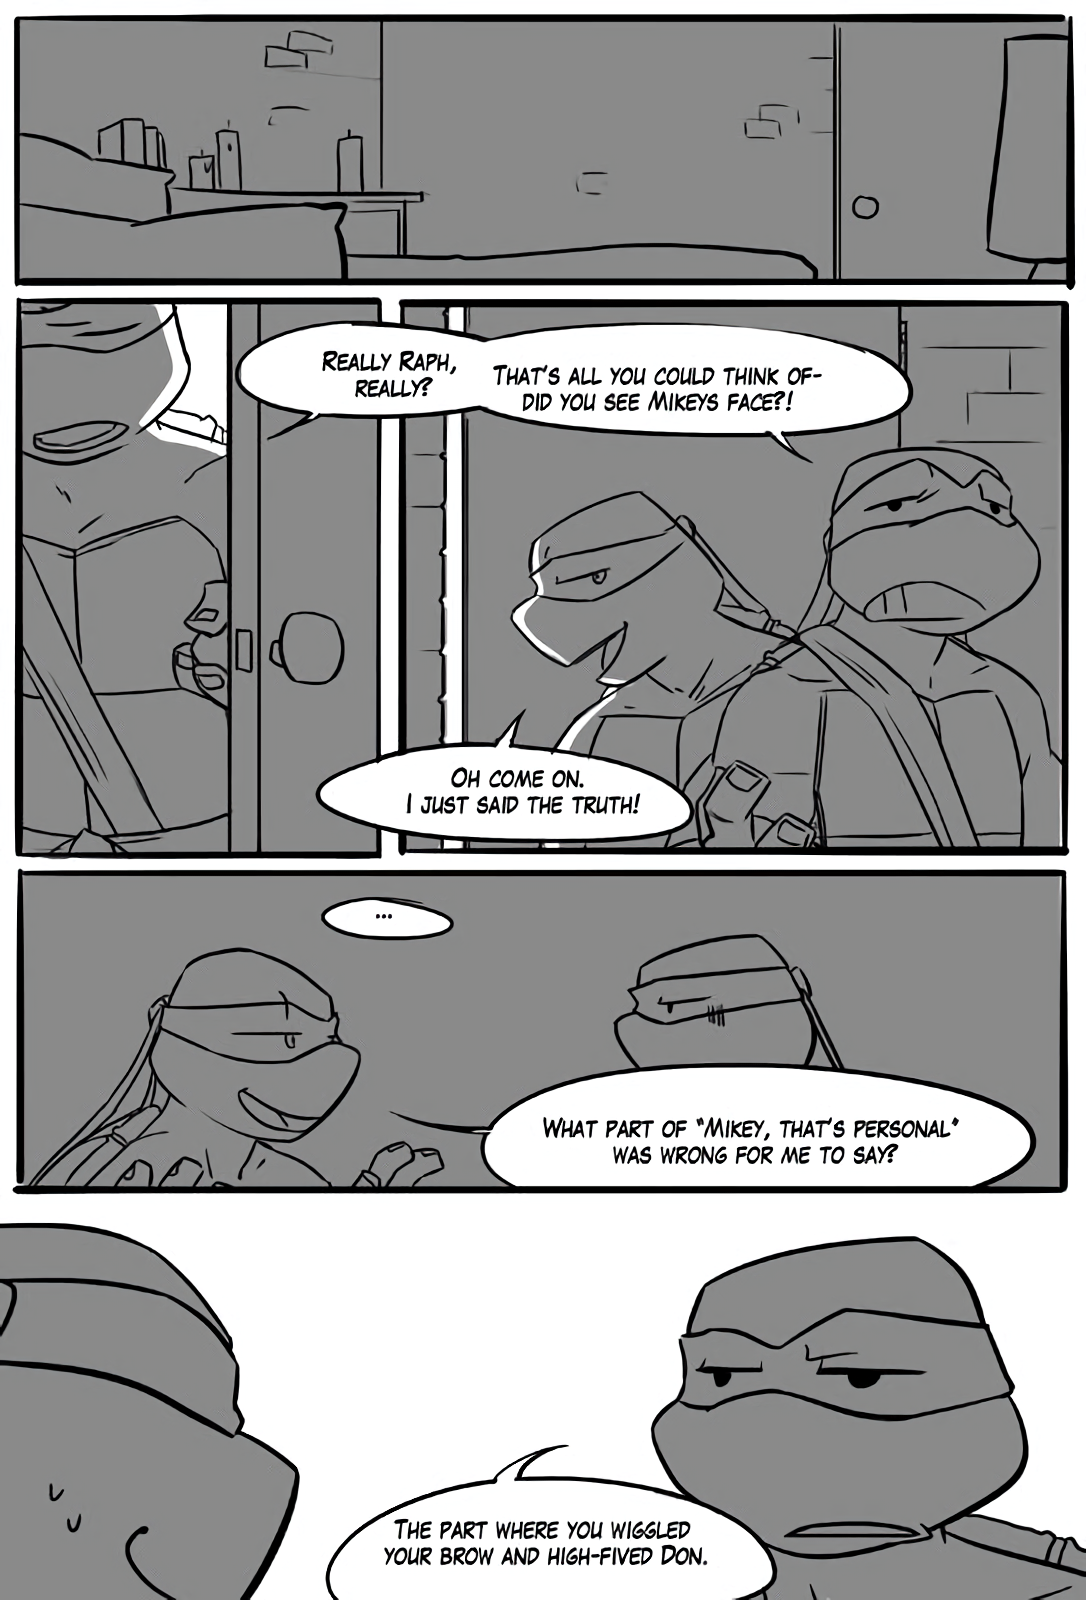 Really Raph,
really?
That's all you could think of-
did you see Mikeys face?!
Oh come on.
I just said the truth!
...
What part of "Mikey, that's personal"
was wrong for me to say?
The part where you wiggled
your brow and high-fived Don.